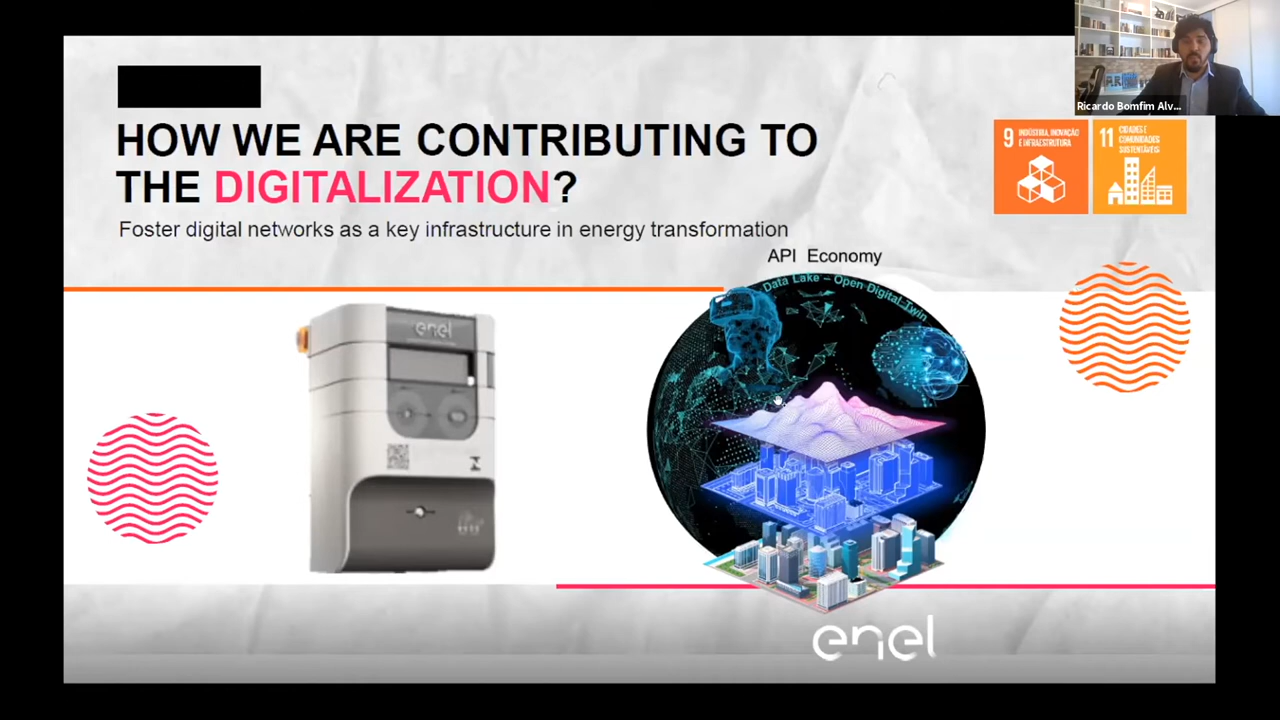 Ricardo Bomfim Alv...
HOW WE ARE CONTRIBUTING TO
THE DIGITALIZATION?
Foster digital networks as a key infrastructure in energy transformation
9 INDÚSTRIA, INOVAÇÃO
E INFRAESTRUTURA
11 CIDADES E
COMUNIDADES
SUSTENTÁVEIS
API Economy
Data Lake – Open Digital Twin
enel
enel